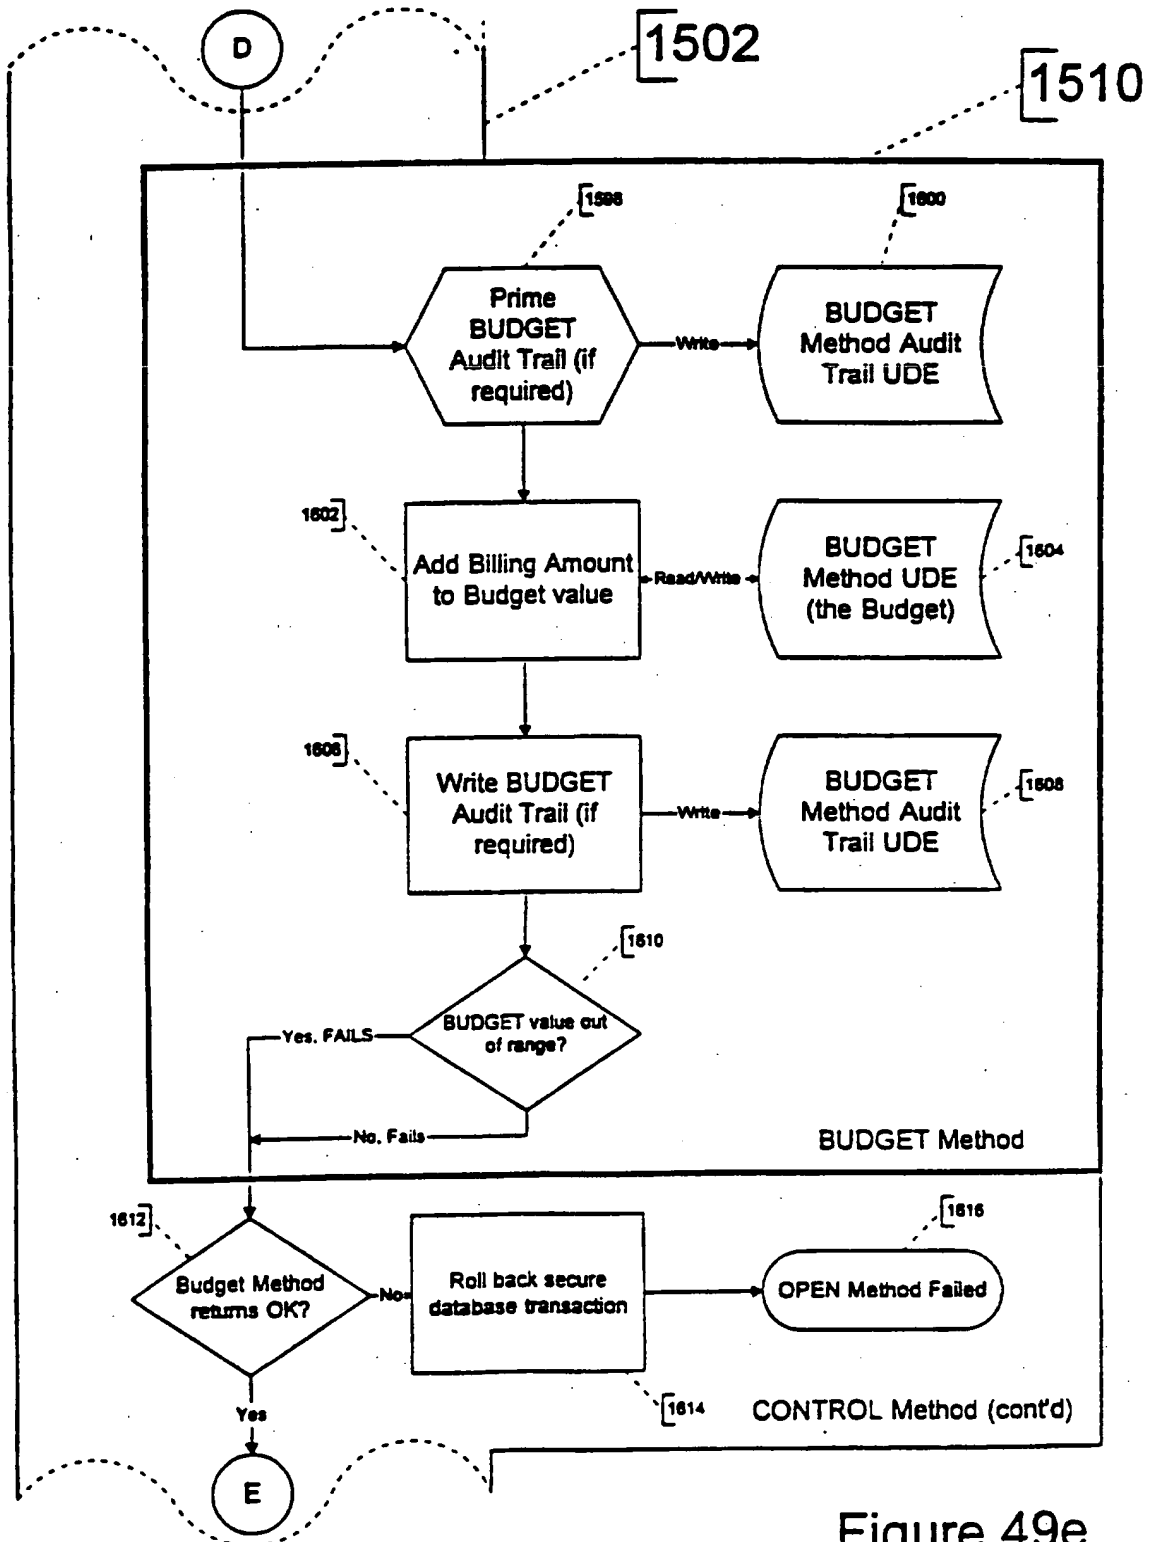 D
1502
1510
1598
1600
Prime
BUDGET
Audit Trail (if
required)
Write
BUDGET
Method Audit
Trail UDE
1602
Add Billing Amount
to Budget value
Read/Write
BUDGET
Method UDE
(the Budget)
1604
1606
Write BUDGET
Audit Trail (if
required)
Write
BUDGET
Method Audit
Trail UDE
1608
1610
BUDGET value out
of range?
Yes, FAILS
No, Fails
BUDGET Method
1612
Budget Method
returns OK?
No
Roll back secure
database transaction
1616
OPEN Method Failed
1614
Yes
CONTROL Method (cont'd)
E
Figure 49e